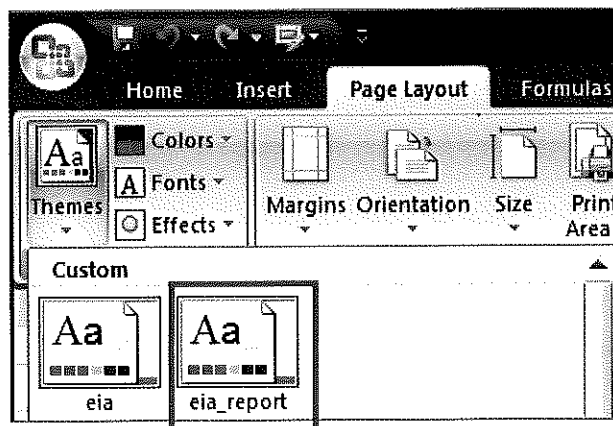 Home Insert Page Layout Formulas
Aa Colors
A Fonts
Themes Effects
Margins Orientation Size Print
Area
Custom
Aa Aa
eia eia_report